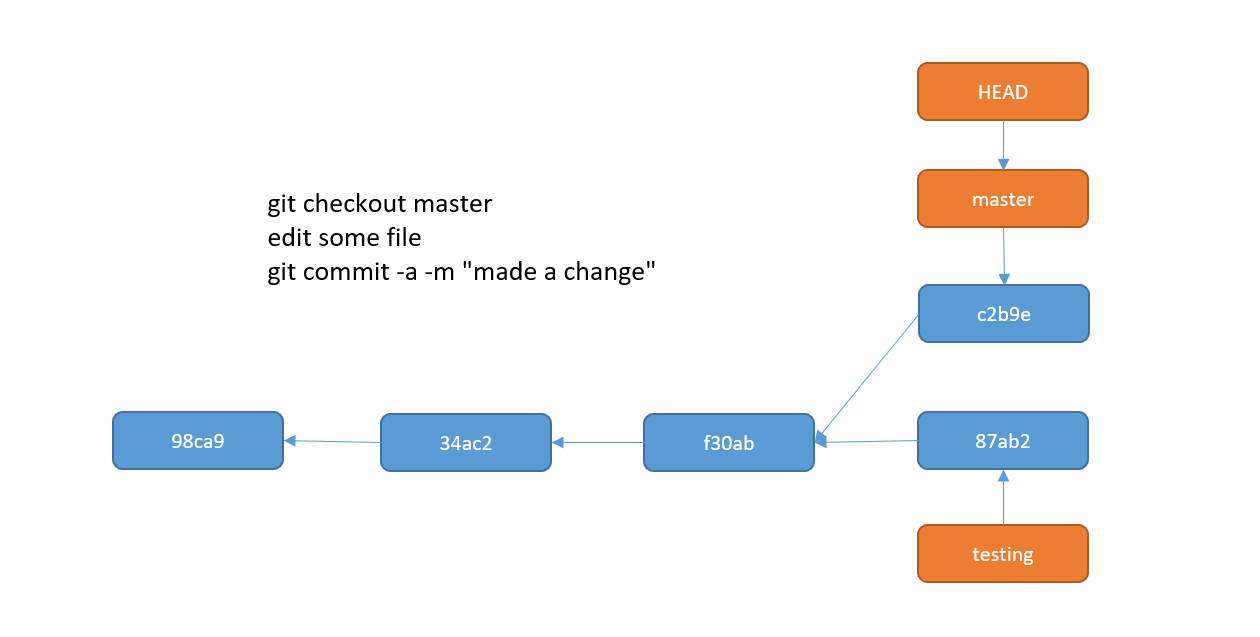 HEAD
master
git checkout master
edit some file
git commit -a -m "made a change"
c2b9e
98ca9
34ac2
f30ab
87ab2
testing